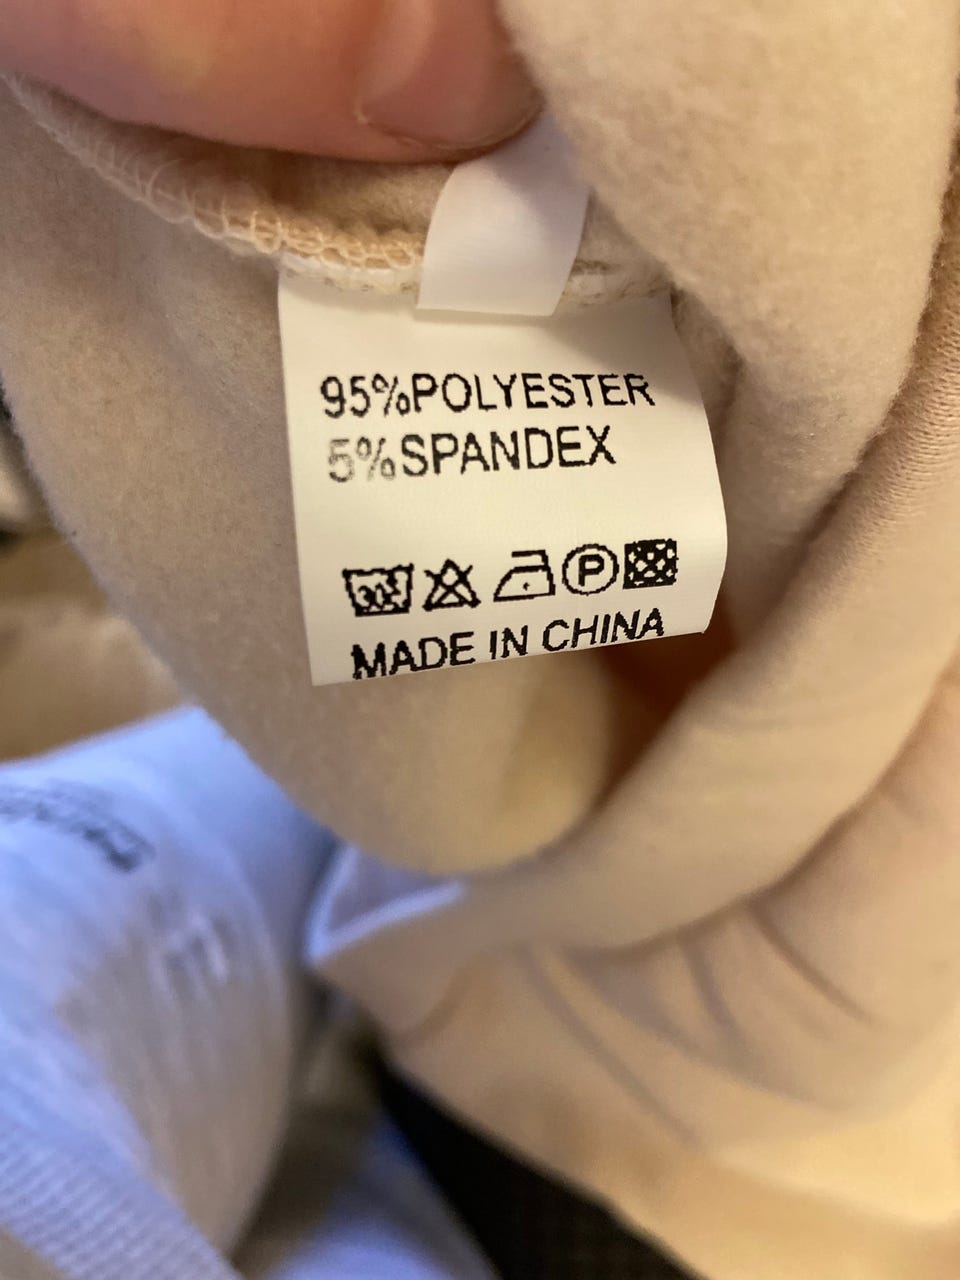 95%POLYESTER
5%SPANDEX
P
MADE IN CHINA